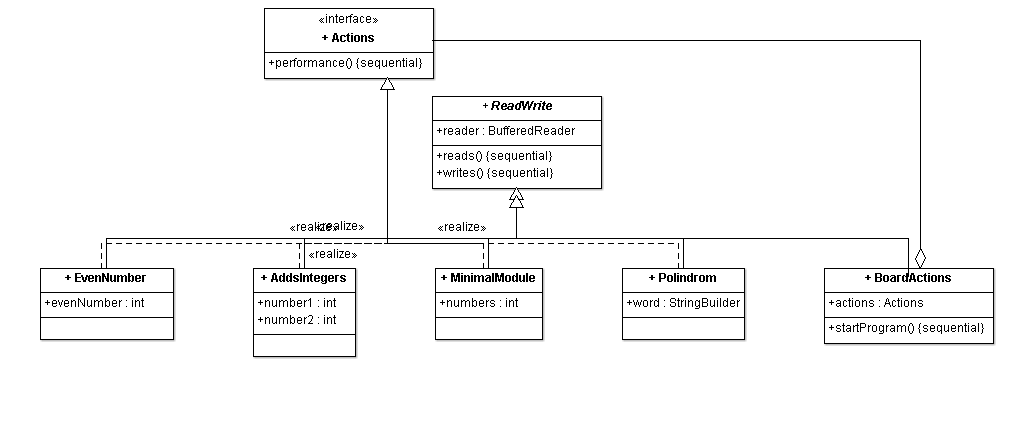 «interface»
+ Actions
+performance() {sequential}
+ ReadWrite
+reader : BufferedReader
+reads() {sequential}
+writes() {sequential}
«realize»
«realize»
«realize»
«realize»
+ EvenNumber
+evenNumber : int
+ AddsIntegers
+number1 : int
+number2 : int
+ MinimalModule
+numbers : int
+ Polindrom
+word : StringBuilder
+ BoardActions
+actions : Actions
+startProgram() {sequential}